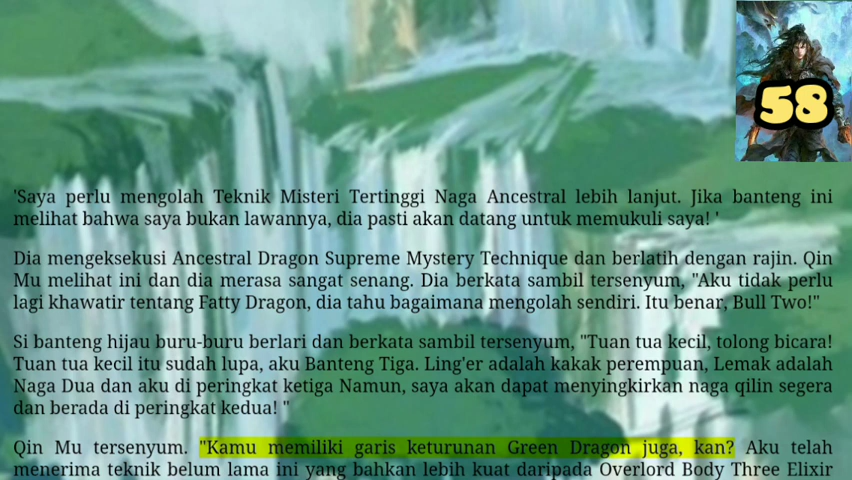 58
'Saya perlu mengolah Teknik Misteri Tertinggi Naga Ancestral lebih lanjut. Jika banteng ini
melihat bahwa saya bukan lawannya, dia pasti akan datang untuk memukuli saya! '
Dia mengeksekusi Ancestral Dragon Supreme Mystery Technique dan berlatih dengan rajin. Qin
Mu melihat ini dan dia merasa sangat senang. Dia berkata sambil tersenyum, "Aku tidak perlu
lagi khawatir tentang Fatty Dragon, dia tahu bagaimana mengolah sendiri. Itu benar, Bull Two!"
Si banteng hijau buru-buru berlari dan berkata sambil tersenyum, "Tuan tua kecil, tolong bicara!
Tuan tua kecil itu sudah lupa, aku Banteng Tiga. Ling'er adalah kakak perempuan, Lemak adalah
Naga Dua dan aku di peringkat ketiga Namun, saya akan dapat menyingkirkan naga qilin segera
dan berada di peringkat kedua! "
Qin Mu tersenyum. "Kamu memiliki garis keturunan Green Dragon juga, kan? Aku telah
menerima teknik belum lama ini yang bahkan lebih kuat daripada Overlord Body Three Elixir